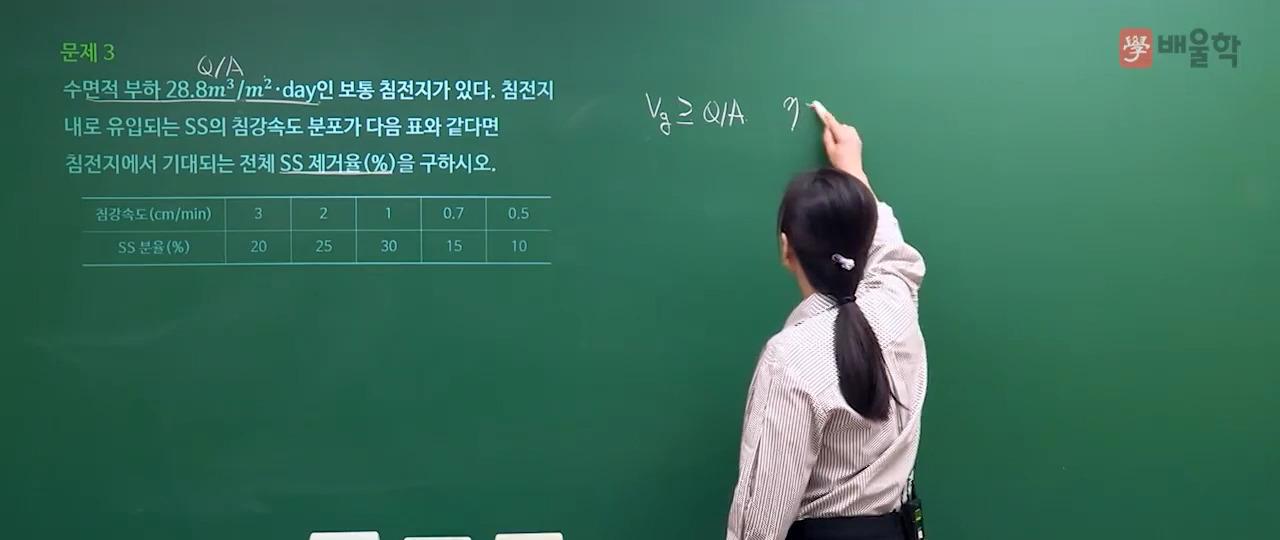 문제 3
學 배울학
Q/A
수면적 부하 28.8m³/m²·day인 보통 침전지가 있다. 침전지
내로 유입되는 SS의 침강속도 분포가 다음 표와 같다면
침전지에서 기대되는 전체 SS 제거율(%)을 구하시오.
침강속도(cm/min) 3 2 1 0.7 0.5
SS 분율(%) 20 25 30 15 10
Vg ≥ Q/A η